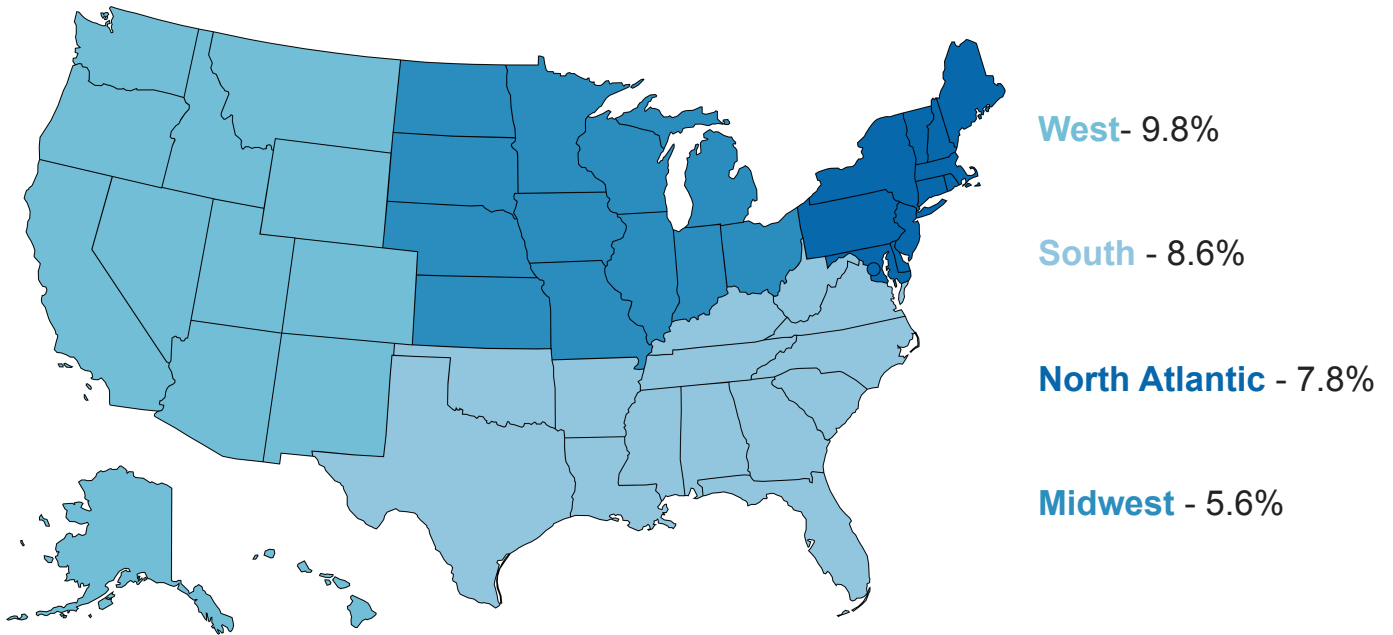 West- 9.8%
South - 8.6%
North Atlantic - 7.8%
Midwest - 5.6%